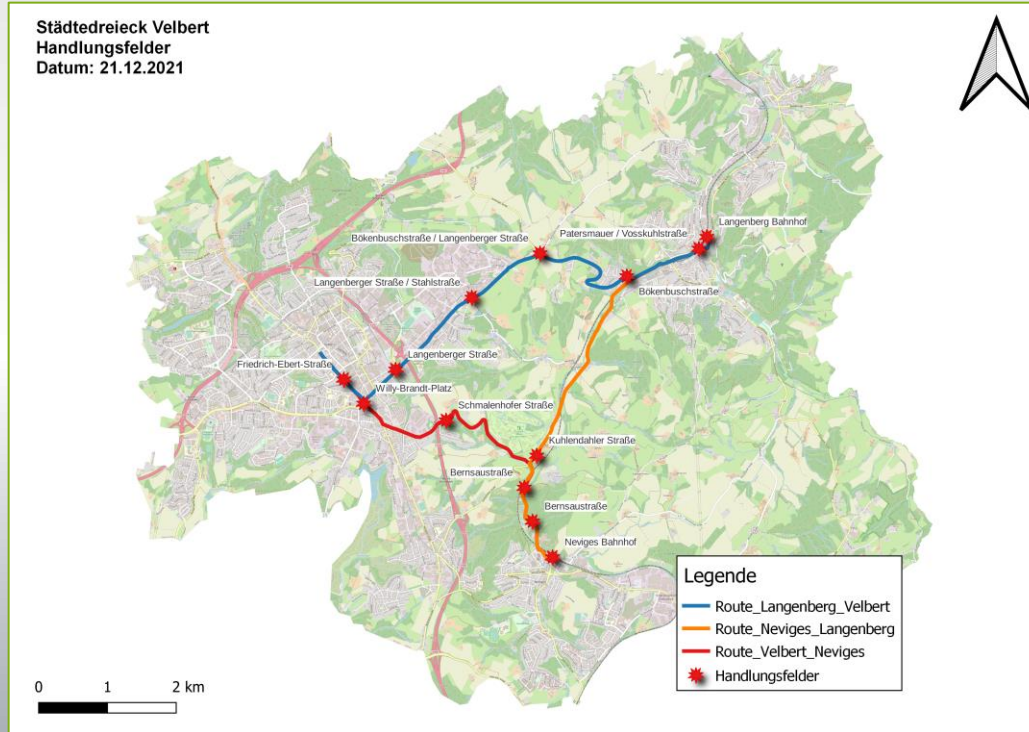 Städtedreieck Velbert
Handlungsfelder
Datum: 21.12.2021
Langenberg Bahnhof
Patersmauer / Vosskuhlstraße
Bökenbuschstraße / Langenberger Straße
Langenberger Straße / Stahlstraße
Bökenbuschstraße
Langenberger Straße
Friedrich-Ebert-Straße
Willy-Brandt-Platz
Schmalenhofer Straße
Kuhlendahler Straße
Bernsaustraße
Bernsaustraße
Neviges Bahnhof
Legende
Route_Langenberg_Velbert
Route_Neviges_Langenberg
Route_Velbert_Neviges
Handlungsfelder
0 1 2 km